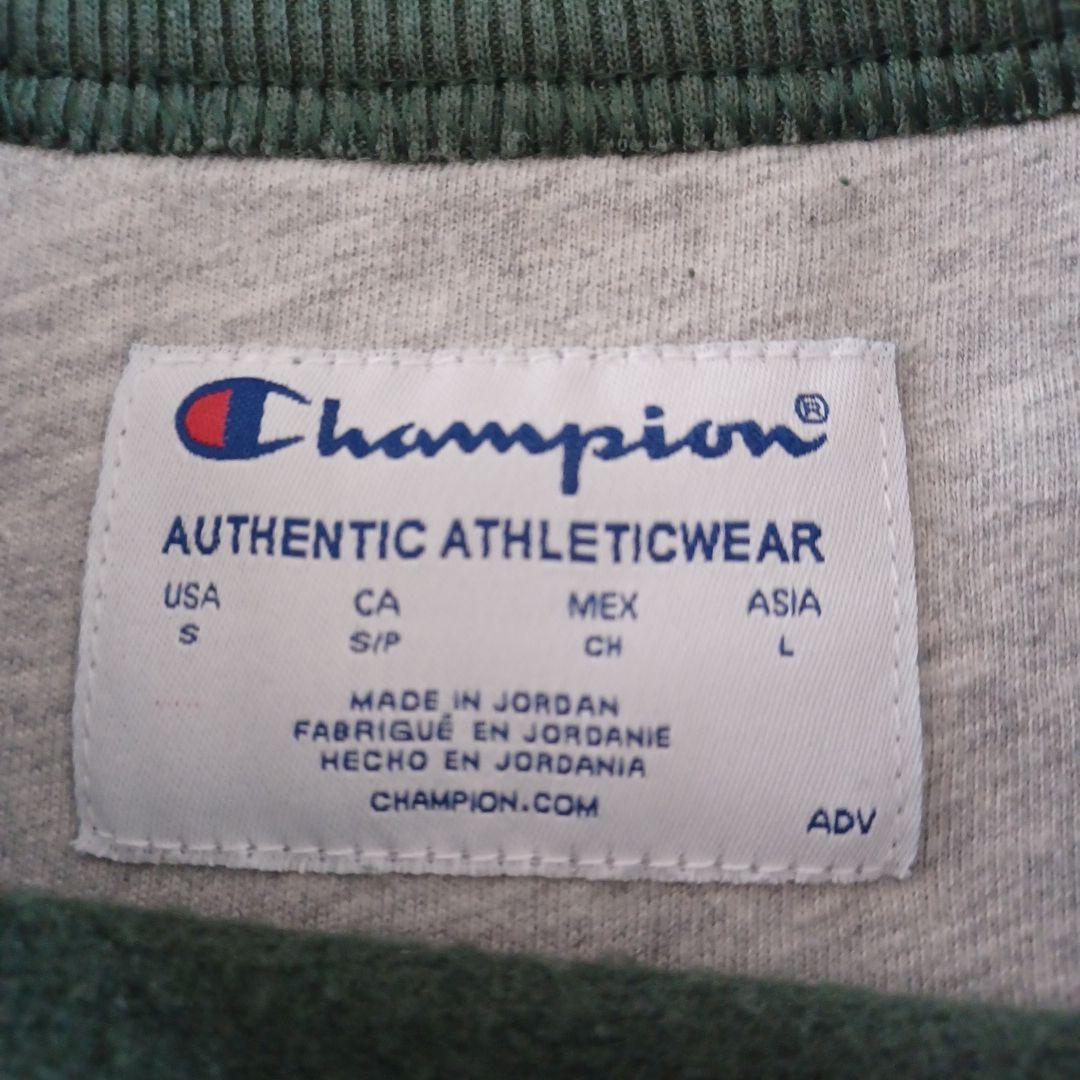 Champion®
AUTHENTIC ATHLETICWEAR
USA CA MEX ASIA
S S/P CH L
MADE IN JORDAN
FABRIQUÉ EN JORDANIE
HECHO EN JORDANIA
CHAMPION.COM
ADV